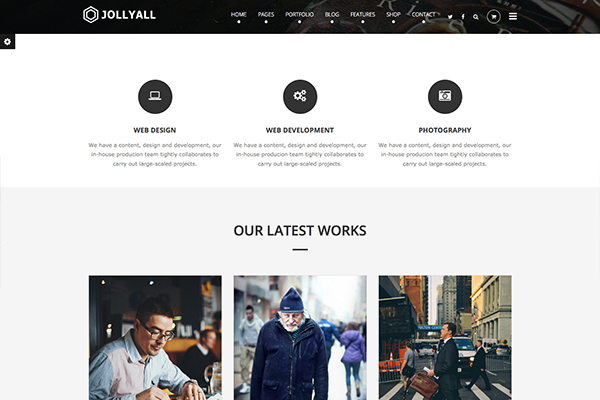 JOLLYALL
HOME PAGES PORTFOLIO BLOG FEATURES SHOP CONTACT
WEB DESIGN
We have a content, design and development, our
in-house producion team tightly collaborates to
carry out large-scaled projects.
WEB DEVELOPMENT
We have a content, design and development, our
in-house producion team tightly collaborates to
carry out large-scaled projects.
PHOTOGRAPHY
We have a content, design and development, our
in-house producion team tightly collaborates to
carry out large-scaled projects.
OUR LATEST WORKS